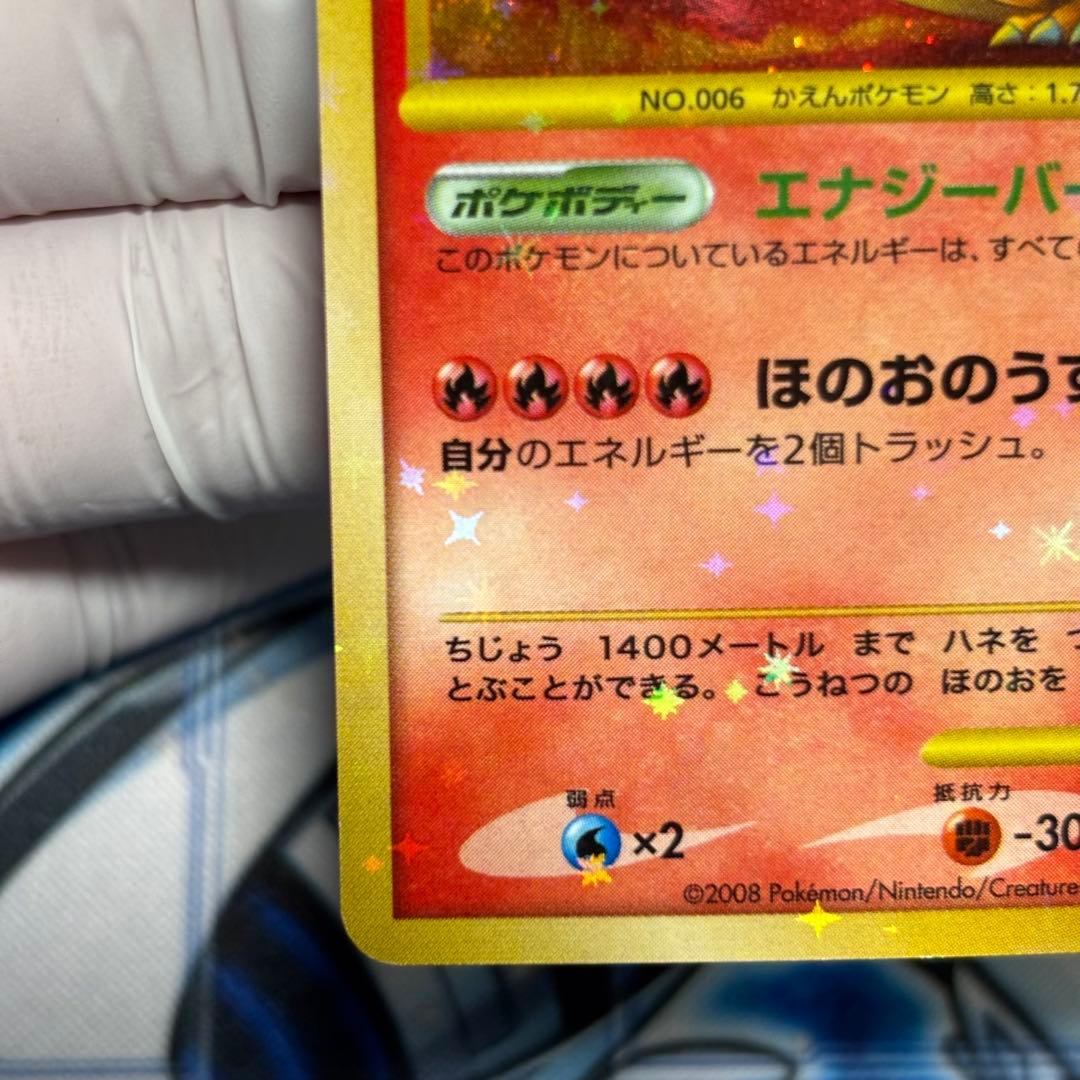 NO.006 かえんポケモン 高さ：1.7
ポケボディー エナジーバー
このポケモンについているエネルギーは、すべて
ほのおのうず
自分のエネルギーを2個トラッシュ。
ちじょう 1400メートル まで ハネを つ
とぶことができる。こうねつの ほのおを
弱点 抵抗力
×2 -30
©2008 Pokémon/Nintendo/Creature